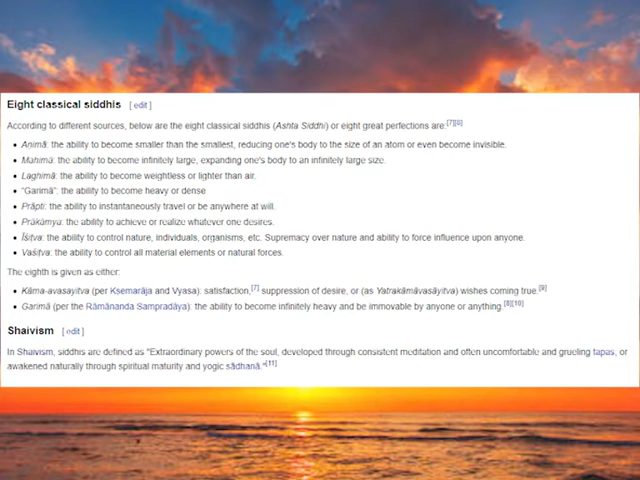 Eight classical siddhis [ edit ]
According to different sources, below are the eight classical siddhis (Ashta Siddhi) or eight great perfections are:[7][8]
• Aṇimā: the ability to become smaller than the smallest, reducing one's body to the size of an atom or even become invisible.
• Mahimā: the ability to become infinitely large, expanding one's body to an infinitely large size.
• Laghimā: the ability to become weightless or lighter than air.
• "Garimā": the ability to become heavy or dense
• Prāpti: the ability to instantaneously travel or be anywhere at will.
• Prākāmya: the ability to achieve or realize whatever one desires.
• Īśiṭva: the ability to control nature, individuals, organisms, etc. Supremacy over nature and ability to force influence upon anyone.
• Vaśiṭva: the ability to control all material elements or natural forces.
The eighth is given as either:
• Kāma-avasayitva (per Ksemarāja and Vyasa): satisfaction,[7] suppression of desire, or (as Yatrakāmāvasāyitva) wishes coming true.[9]
• Garimā (per the Rāmānanda Sampradāya): the ability to become infinitely heavy and be immovable by anyone or anything.[8][10]
Shaivism [ edit ]
In Shaivism, siddhis are defined as "Extraordinary powers of the soul, developed through consistent meditation and often uncomfortable and grueling tapas, or
awakened naturally through spiritual maturity and yogic sādhanā."[11]